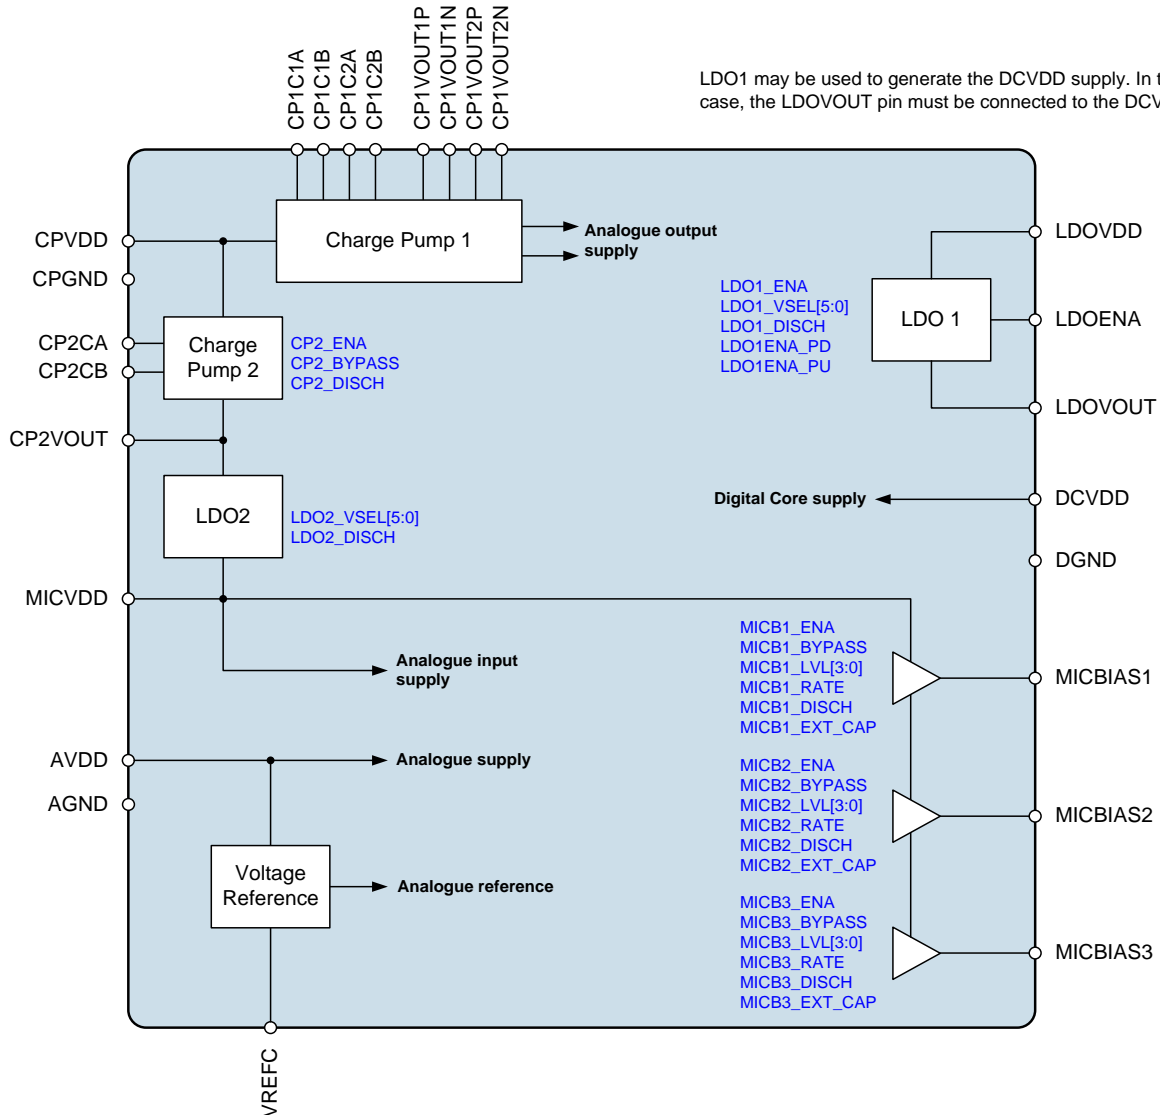 CP1C1A
CP1C1B
CP1C2A
CP1C2B
CP1VOUT1P
CP1VOUT1N
CP1VOUT2P
CP1VOUT2N
LDO1 may be used to generate the DCVDD supply. In
case, the LDOVOUT pin must be connected to the
CPVDD
CPGND
CP2CA
CP2CB
CP2VOUT
MICVDD
AVDD
AGND
VREFC
Charge Pump 1
Analogue output
supply
Charge
Pump 2
CP2_ENA
CP2_BYPASS
CP2_DISCH
LDO2
LDO2_VSEL[5:0]
LDO2_DISCH
Analogue input
supply
Analogue supply
Voltage
Reference
Analogue reference
LDO1_ENA
LDO1_VSEL[5:0]
LDO1_DISCH
LDO1ENA_PD
LDO1ENA_PU
LDO 1
LDOVDD
LDOENA
LDOVOUT
Digital Core supply
DCVDD
DGND
MICB1_ENA
MICB1_BYPASS
MICB1_LVL[3:0]
MICB1_RATE
MICB1_DISCH
MICB1_EXT_CAP
MICBIAS1
MICB2_ENA
MICB2_BYPASS
MICB2_LVL[3:0]
MICB2_RATE
MICB2_DISCH
MICB2_EXT_CAP
MICBIAS2
MICB3_ENA
MICB3_BYPASS
MICB3_LVL[3:0]
MICB3_RATE
MICB3_DISCH
MICB3_EXT_CAP
MICBIAS3